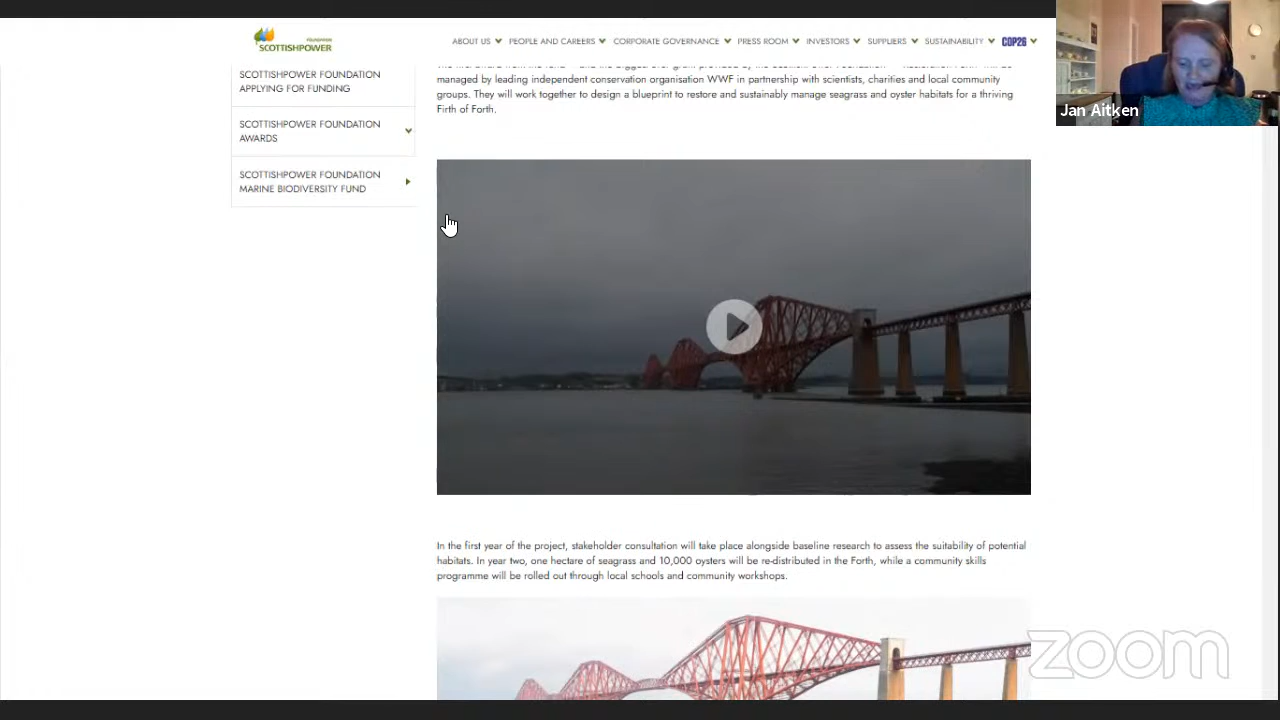 FOUNDATION
SCOTTISHPOWER
ABOUT US PEOPLE AND CAREERS CORPORATE GOVERNANCE PRESS ROOM INVESTORS SUPPLIERS SUSTAINABILITY COP26
Jan Aitken
SCOTTISHPOWER FOUNDATION
APPLYING FOR FUNDING
SCOTTISHPOWER FOUNDATION
AWARDS
SCOTTISHPOWER FOUNDATION
MARINE BIODIVERSITY FUND
managed by leading independent conservation organisation WWF in partnership with scientists, charities and local community
groups. They will work together to design a blueprint to restore and sustainably manage seagrass and oyster habitats for a thriving
Firth of Forth.
In the first year of the project, stakeholder consultation will take place alongside baseline research to assess the suitability of potential
habitats. In year two, one hectare of seagrass and 10,000 oysters will be re-distributed in the Forth, while a community skills
programme will be rolled out through local schools and community workshops.
zoom